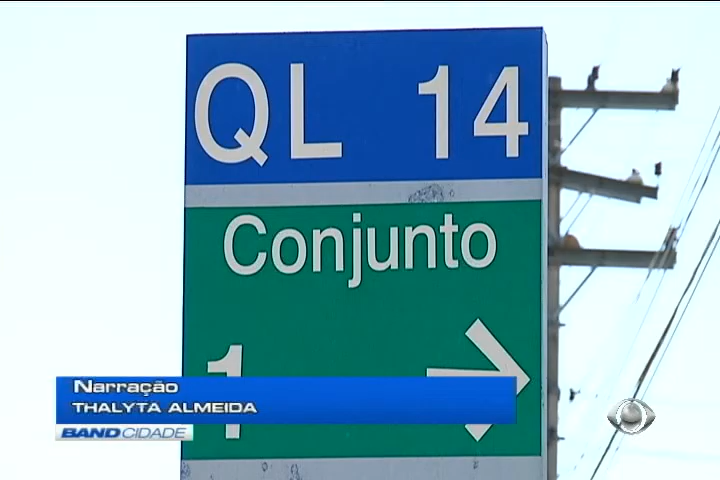 QL 14
Conjunto
1
Narração
THALYTA ALMEIDA
BAND CIDADE